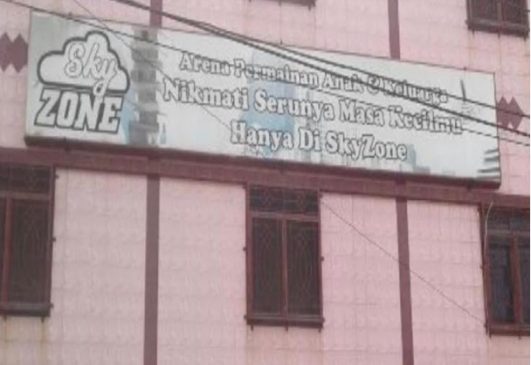 Sky
ZONE
Arena Permainan Anak & Keluarga
Nikmati Serunya Masa Kecilmu
Hanya Di SkyZone